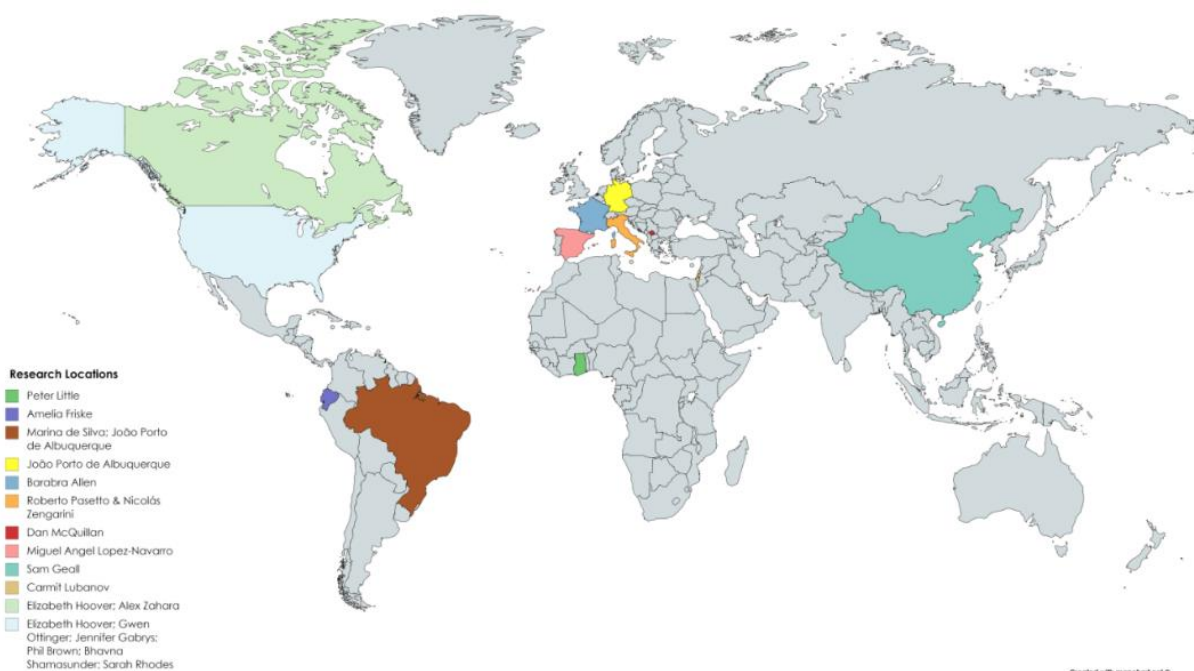 Research Locations
Peter Little
Amelia Friske
Marina de Silva; João Porto
de Albuquerque
João Porto de Albuquerque
Barabra Allen
Roberto Pasetto & Nicolás
Zengarini
Dan McQuillan
Miguel Angel Lopez-Navarro
Sam Geall
Carmit Lubanov
Elizabeth Hoover; Alex Zahara
Elizabeth Hoover; Gwen
Ottinger; Jennifer Gabrys;
Phil Brown; Bhavna
Shamasunder; Sarah Rhodes